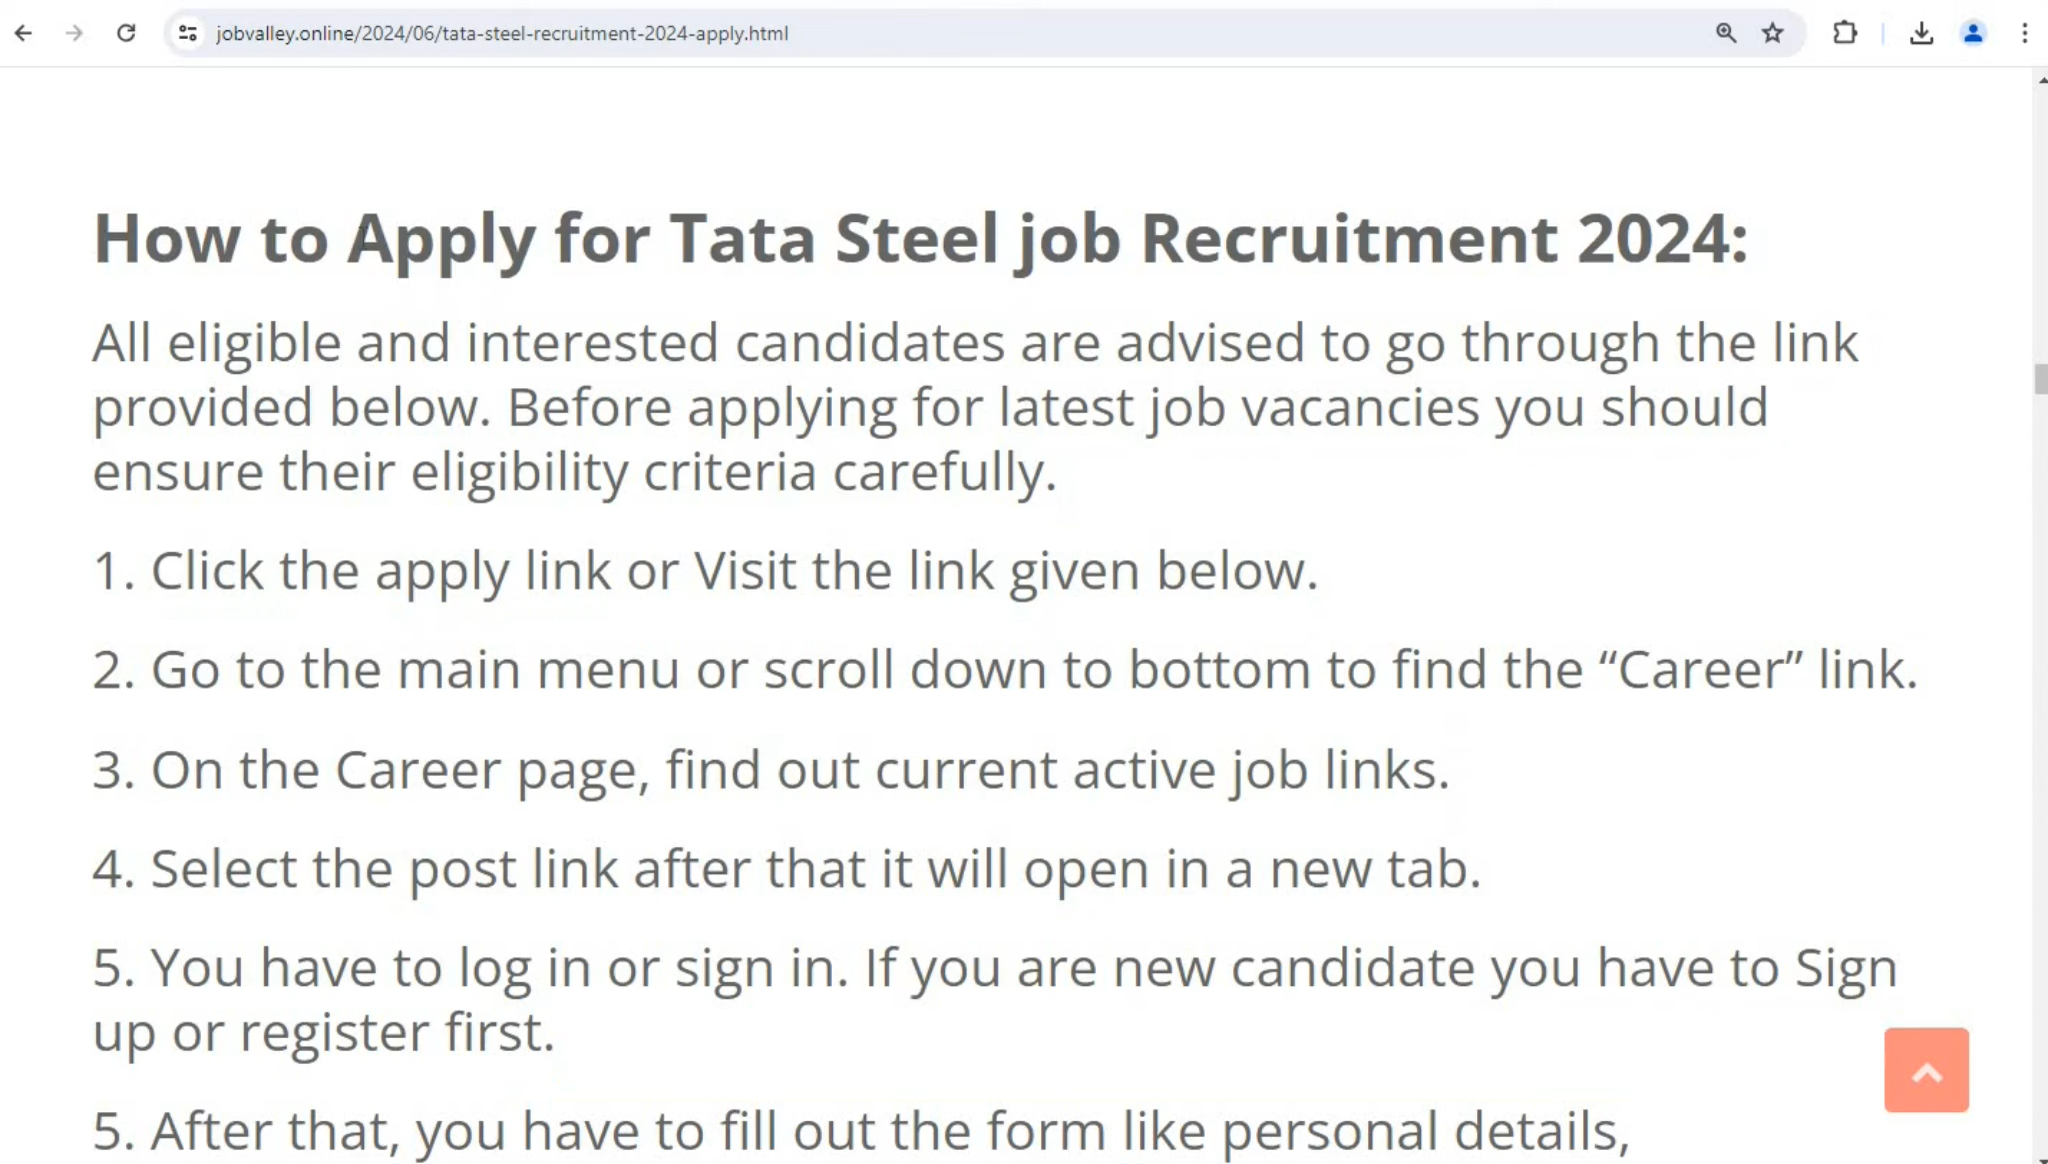 jobvalley.online/2024/06/tata-steel-recruitment-2024-apply.html
How to Apply for Tata Steel job Recruitment 2024:
All eligible and interested candidates are advised to go through the link
provided below. Before applying for latest job vacancies you should
ensure their eligibility criteria carefully.
1. Click the apply link or Visit the link given below.
2. Go to the main menu or scroll down to bottom to find the “Career” link.
3. On the Career page, find out current active job links.
4. Select the post link after that it will open in a new tab.
5. You have to log in or sign in. If you are new candidate you have to Sign
up or register first.
5. After that, you have to fill out the form like personal details,